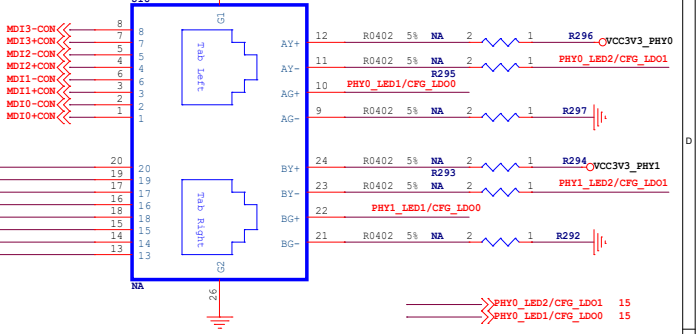 G1
MDI3-CON 8 8
MDI3+CON 7 7
MDI2-CON 5 5
MDI2+CON 4 4
MDI1-CON 6 6
MDI1+CON 3 3
MDI0-CON 2 2
MDI0+CON 1 1
Tab Left
AY+ 12 R0402 5% NA 2 1 R296 VCC3V3_PHY0
AY- 11 R0402 5% NA 2 1 PHY0_LED2/CFG_LDO1
R295
AG+ 10 PHY0_LED1/CFG_LDO0
AG- 9 R0402 5% NA 2 1 R297
D
20 20
19 19
17 17
16 16
18 18
15 15
14 14
13 13
Tab Right
BY+ 24 R0402 5% NA 2 1 R294 VCC3V3_PHY1
R293
BY- 23 R0402 5% NA 2 1 PHY1_LED2/CFG_LDO1
BG+ 22 PHY1_LED1/CFG_LDO0
BG- 21 R0402 5% NA 2 1 R292
G2
NA
26
PHY0_LED2/CFG_LDO1 15
PHY0_LED1/CFG_LDO0 15